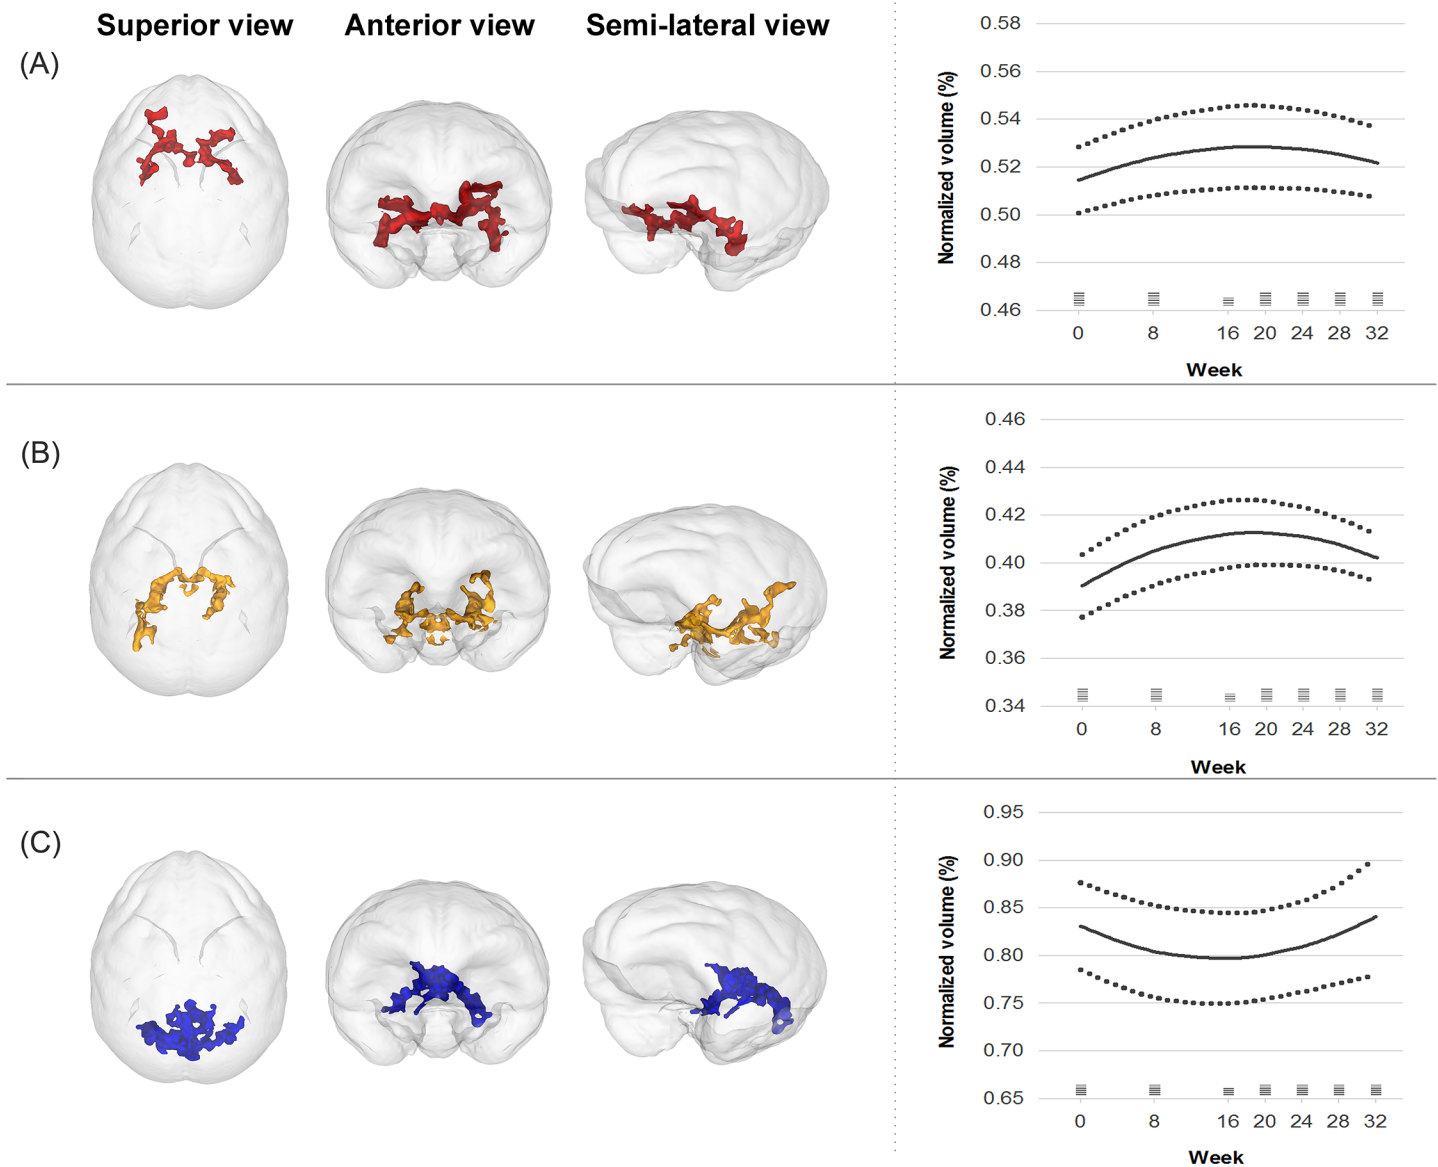 Superior view Anterior view Semi-lateral view
(A)
Normalized volume (%)
0.58
0.56
0.54
0.52
0.50
0.48
0.46
0 8 16 20 24 28 32
Week
(B)
Normalized volume (%)
0.46
0.44
0.42
0.40
0.38
0.36
0.34
0 8 16 20 24 28 32
Week
(C)
Normalized volume (%)
0.95
0.90
0.85
0.80
0.75
0.70
0.65
0 8 16 20 24 28 32
Week